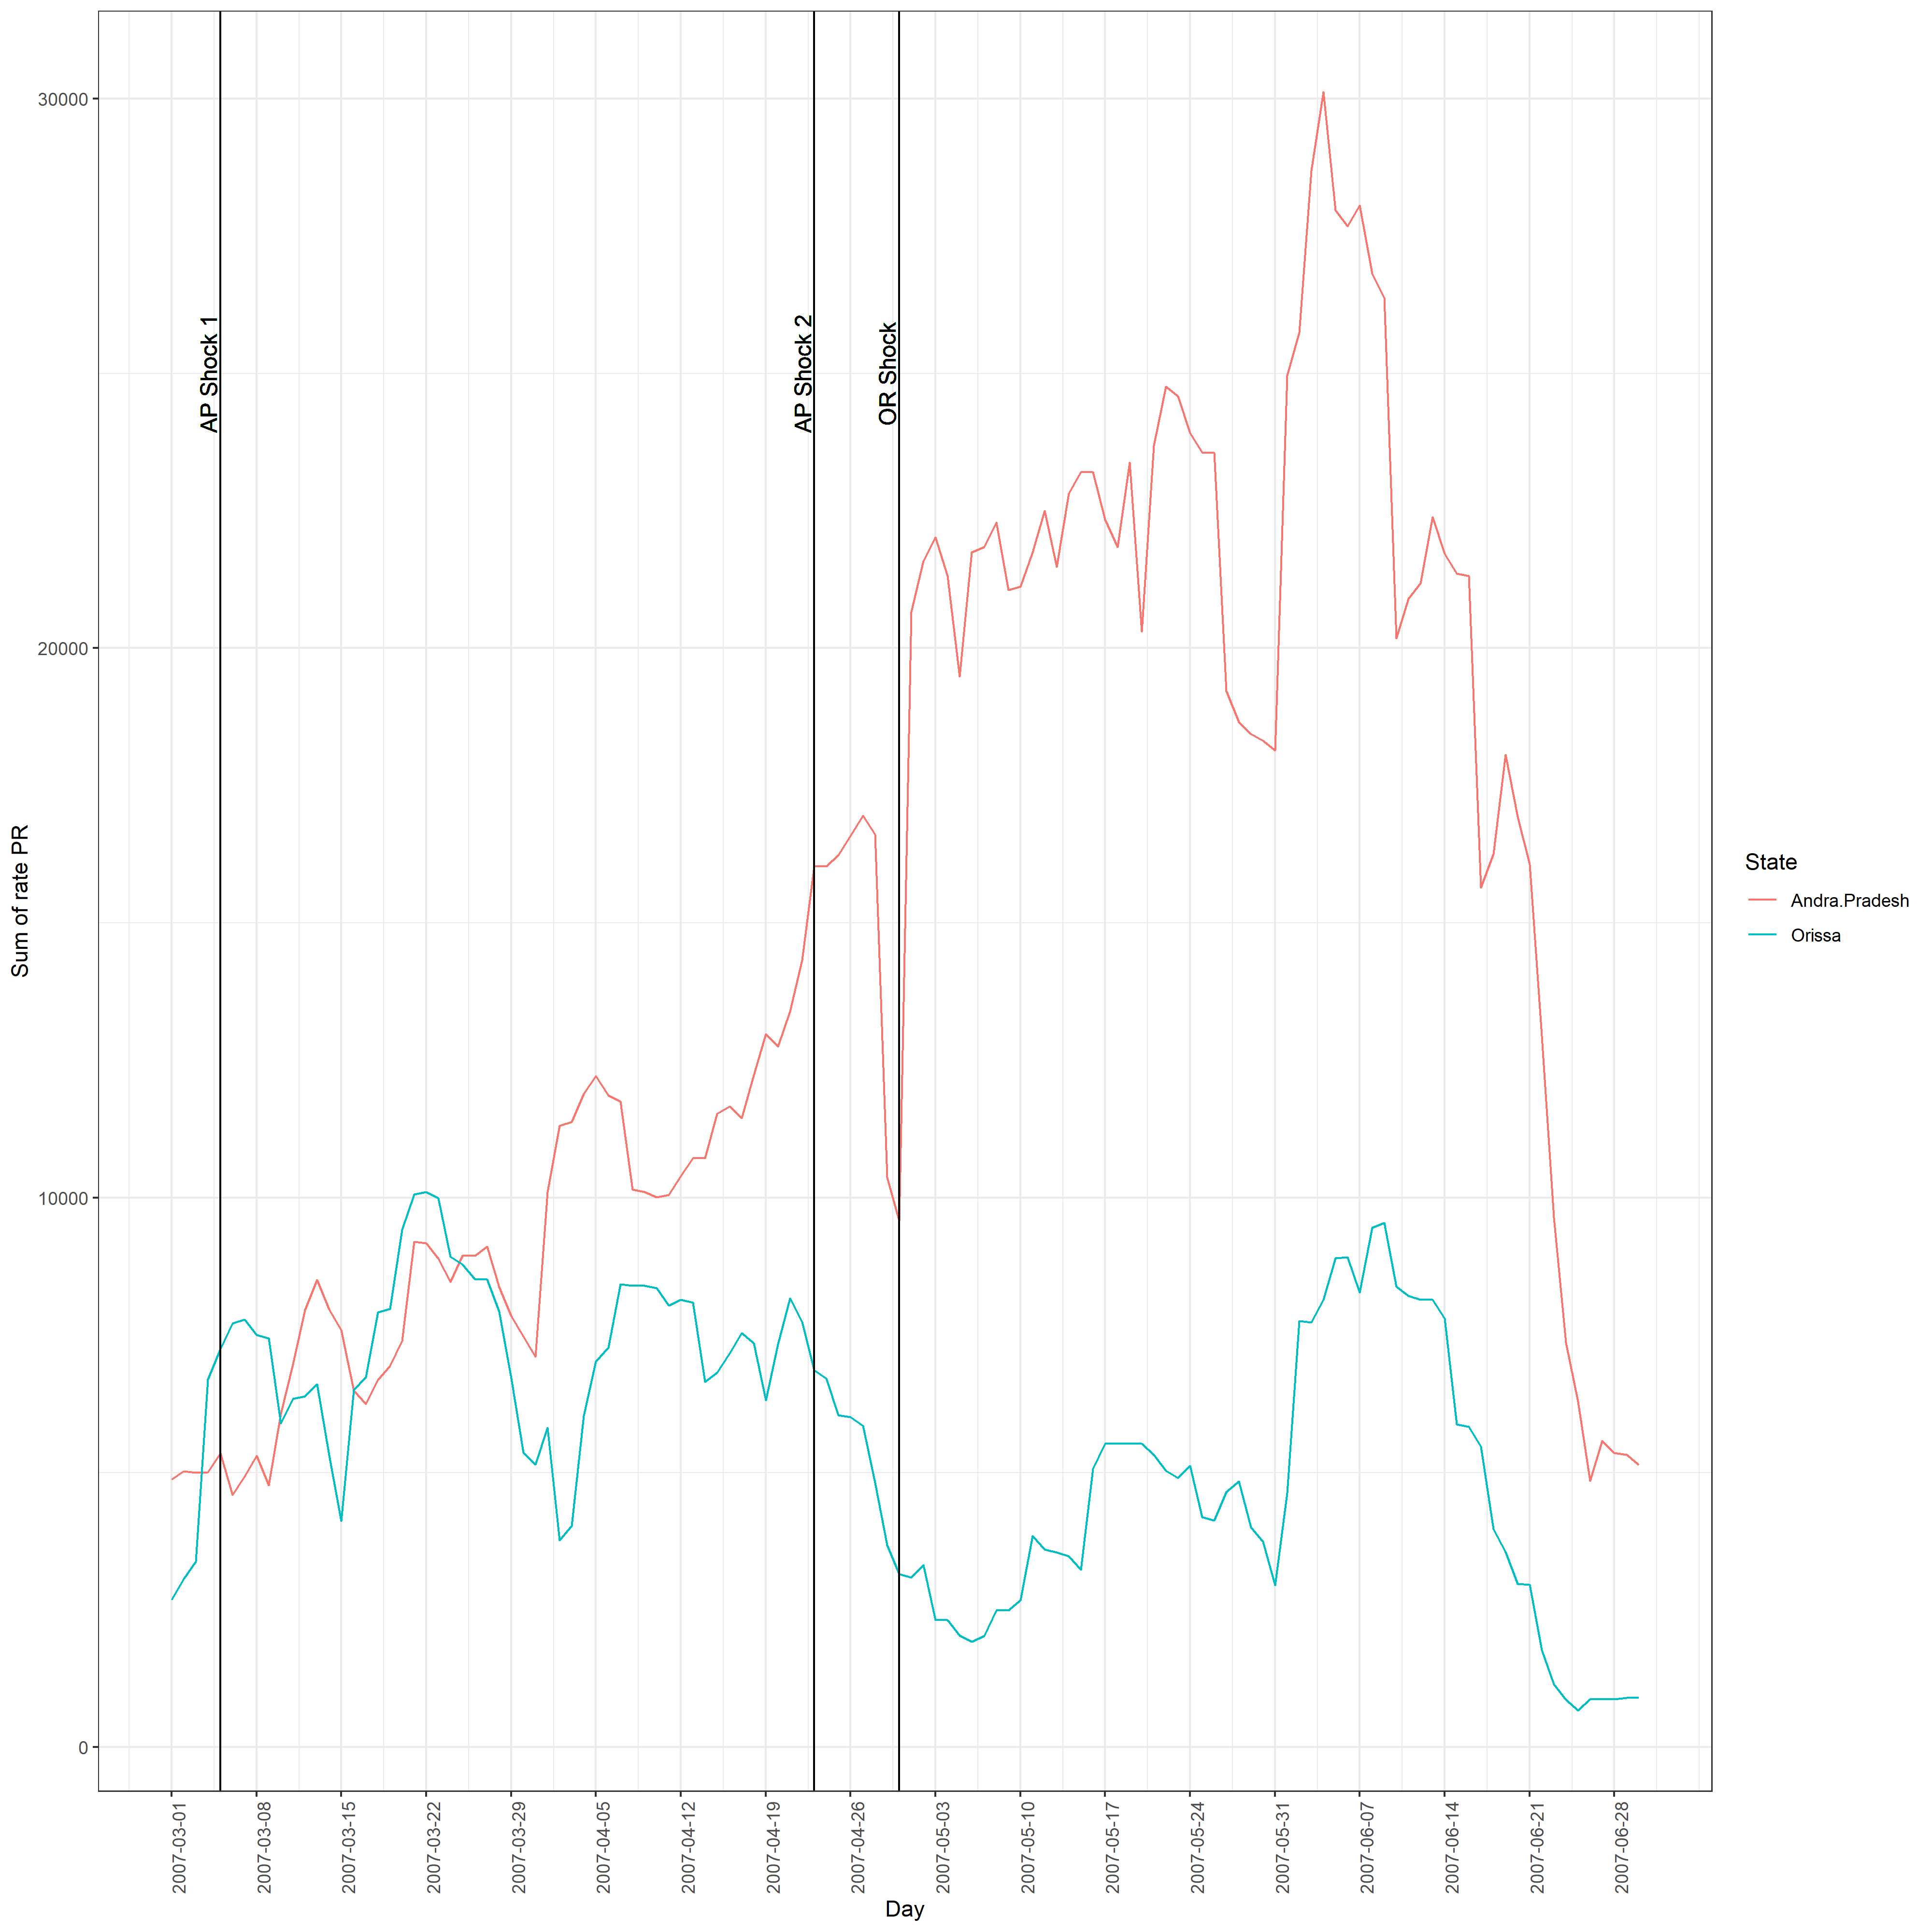 30000
20000
10000
0
Sum of rate PR
AP Shock 1
AP Shock 2
OR Shock
2007-03-01
2007-03-08
2007-03-15
2007-03-22
2007-03-29
2007-04-05
2007-04-12
2007-04-19
2007-04-26
2007-05-03
2007-05-10
2007-05-17
2007-05-24
2007-05-31
2007-06-07
2007-06-14
2007-06-21
2007-06-28
Day
State
Andra.Pradesh
Orissa